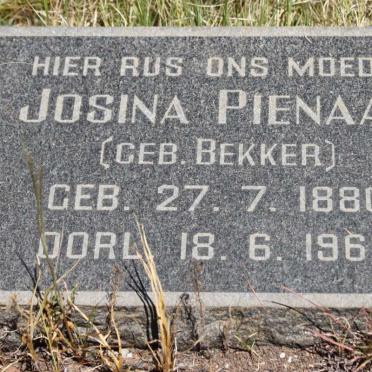 HIER RUS ONS MOED
JOSINA PIENAA
(GEB. BEKKER)
GEB. 27. 7. 188
OORL. 18. 6. 196